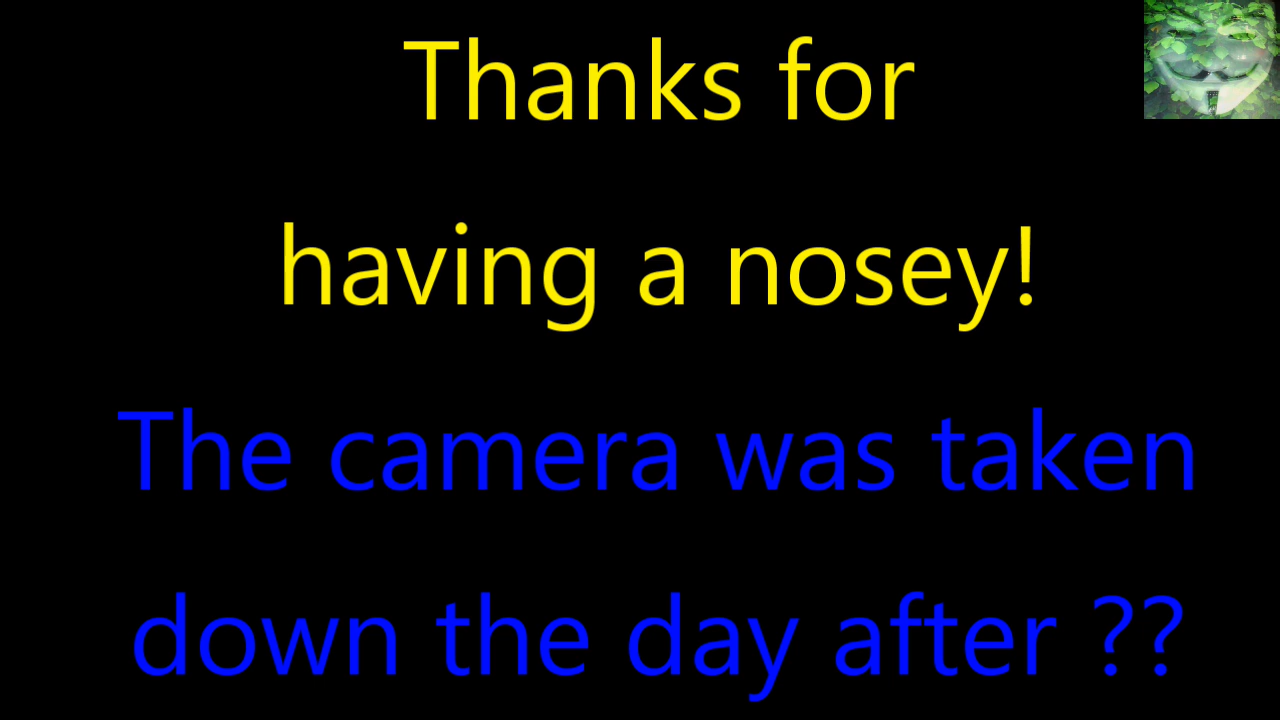 Thanks for
having a nosey!
The camera was taken
down the day after ??